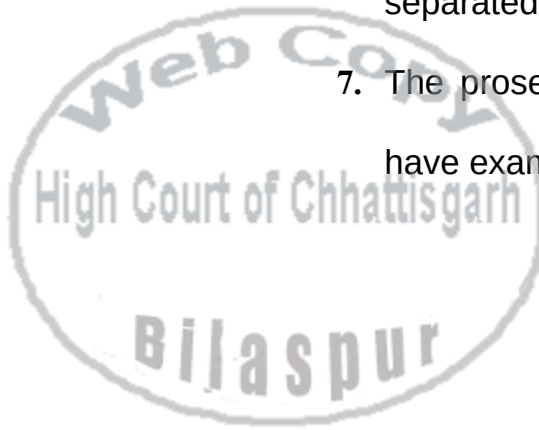 separated
7. The prose
have exam
Web Copy
High Court of Chhattisgarh
Bilaspur